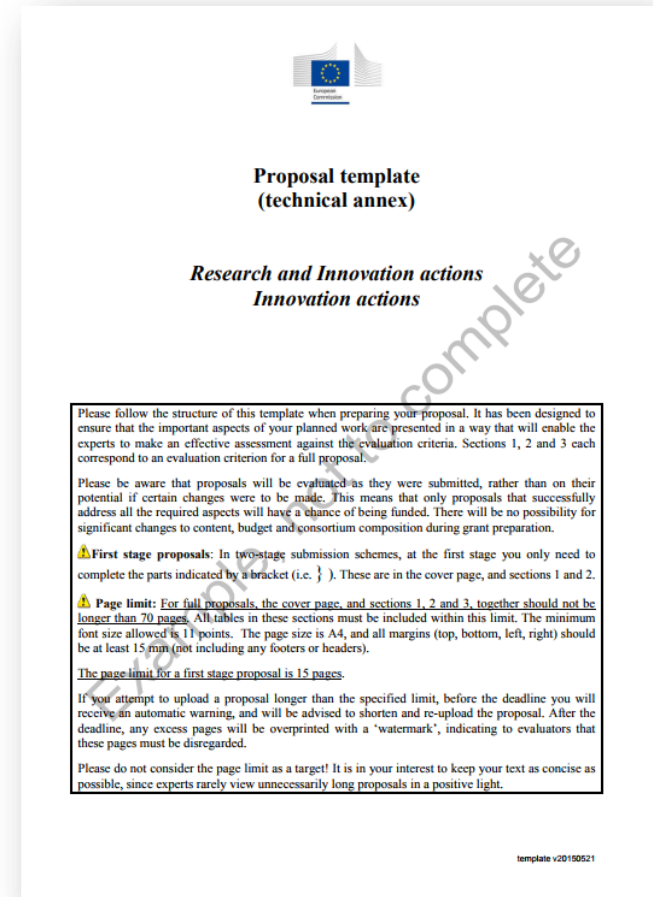 European
Commission
Proposal template
(technical annex)
Research and Innovation actions
Innovation actions
Please follow the structure of this template when preparing your proposal. It has been designed to
ensure that the important aspects of your planned work are presented in a way that will enable the
experts to make an effective assessment against the evaluation criteria. Sections 1, 2 and 3 each
correspond to an evaluation criterion for a full proposal.
Please be aware that proposals will be evaluated as they were submitted, rather than on their
potential if certain changes were to be made. This means that only proposals that successfully
address all the required aspects will have a chance of being funded. There will be no possibility for
significant changes to content, budget and consortium composition during grant preparation.
First stage proposals: In two-stage submission schemes, at the first stage you only need to
complete the parts indicated by a bracket (i.e. } ). These are in the cover page, and sections 1 and 2.
Page limit: For full proposals, the cover page, and sections 1, 2 and 3, together should not be
longer than 70 pages. All tables in these sections must be included within this limit. The minimum
font size allowed is 11 points. The page size is A4, and all margins (top, bottom, left, right) should
be at least 15 mm (not including any footers or headers).
The page limit for a first stage proposal is 15 pages.
If you attempt to upload a proposal longer than the specified limit, before the deadline you will
receive an automatic warning, and will be advised to shorten and re-upload the proposal. After the
deadline, any excess pages will be overprinted with a ‘watermark’, indicating to evaluators that
these pages must be disregarded.
Please do not consider the page limit as a target! It is in your interest to keep your text as concise as
possible, since experts rarely view unnecessarily long proposals in a positive light.
template v20150521
Example, not to complete